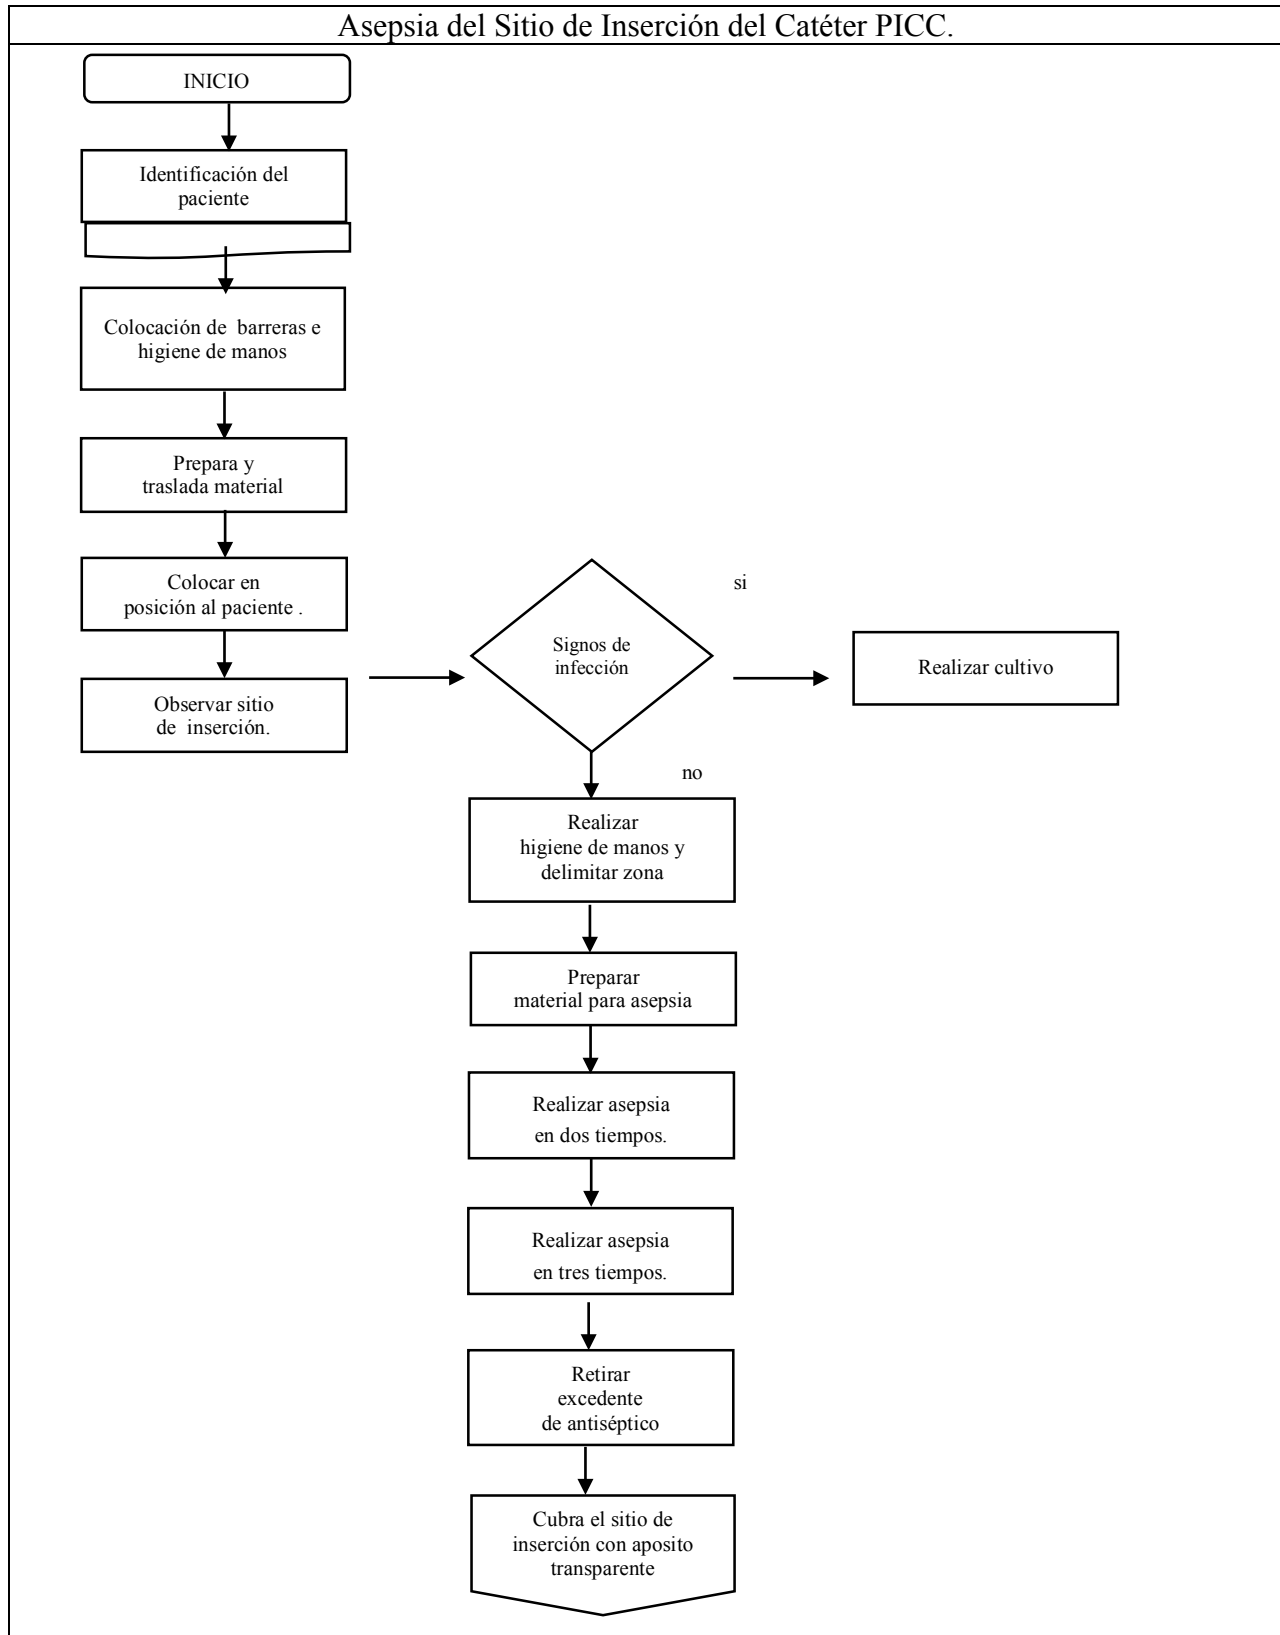 Asepsia del Sitio de Inserción del Catéter PICC.
INICIO
Identificación del
paciente
Colocación de barreras e
higiene de manos
Prepara y
traslada material
Colocar en
posición al paciente .
Observar sitio
de inserción.
Signos de
infección
si
Realizar cultivo
no
Realizar
higiene de manos y
delimitar zona
Preparar
material para asepsia
Realizar asepsia
en dos tiempos.
Realizar asepsia
en tres tiempos.
Retirar
excedente
de antiséptico
Cubra el sitio de
inserción con aposito
transparente